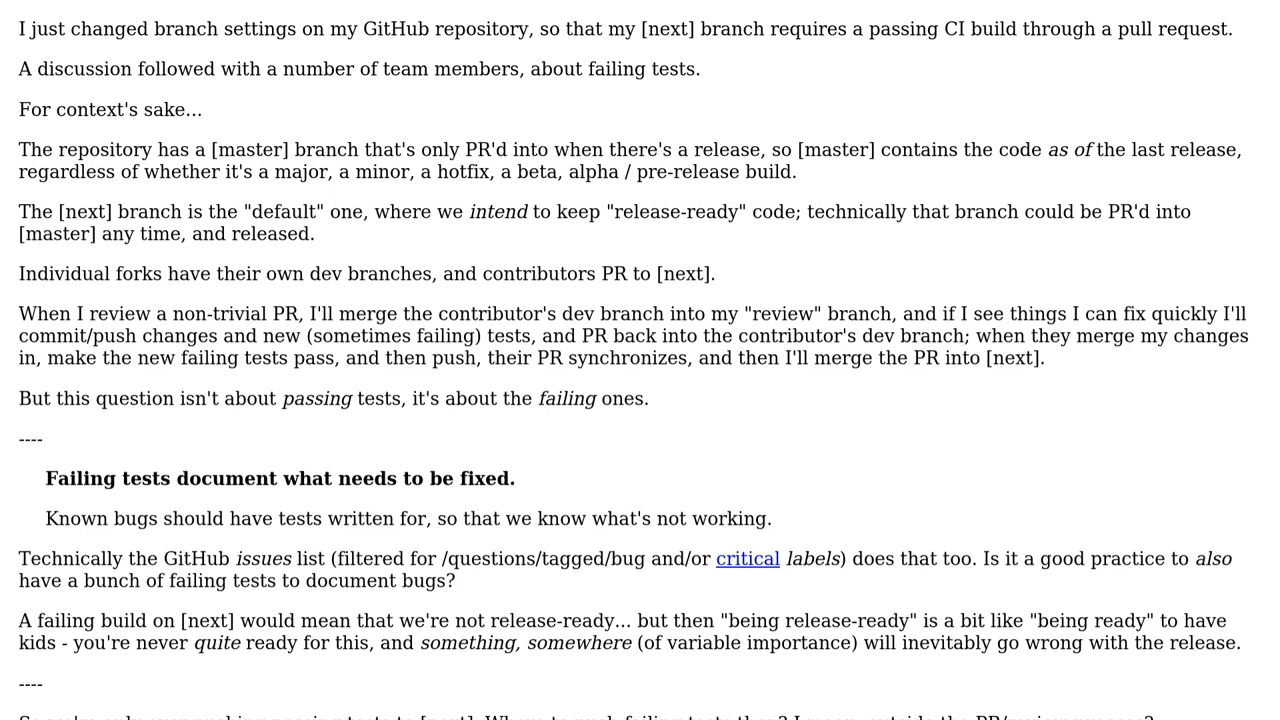 I just changed branch settings on my GitHub repository, so that my [next] branch requires a passing CI build through a pull request.
A discussion followed with a number of team members, about failing tests.
For context's sake...
The repository has a [master] branch that's only PR'd into when there's a release, so [master] contains the code as of the last release,
regardless of whether it's a major, a minor, a hotfix, a beta, alpha / pre-release build.
The [next] branch is the "default" one, where we intend to keep "release-ready" code; technically that branch could be PR'd into
[master] any time, and released.
Individual forks have their own dev branches, and contributors PR to [next].
When I review a non-trivial PR, I'll merge the contributor's dev branch into my "review" branch, and if I see things I can fix quickly I'll
commit/push changes and new (sometimes failing) tests, and PR back into the contributor's dev branch; when they merge my changes
in, make the new failing tests pass, and then push, their PR synchronizes, and then I'll merge the PR into [next].
But this question isn't about passing tests, it's about the failing ones.
----
Failing tests document what needs to be fixed.
Known bugs should have tests written for, so that we know what's not working.
Technically the GitHub issues list (filtered for /questions/tagged/bug and/or critical labels) does that too. Is it a good practice to also
have a bunch of failing tests to document bugs?
A failing build on [next] would mean that we're not release-ready... but then "being release-ready" is a bit like "being ready" to have
kids - you're never quite ready for this, and something, somewhere (of variable importance) will inevitably go wrong with the release.
----